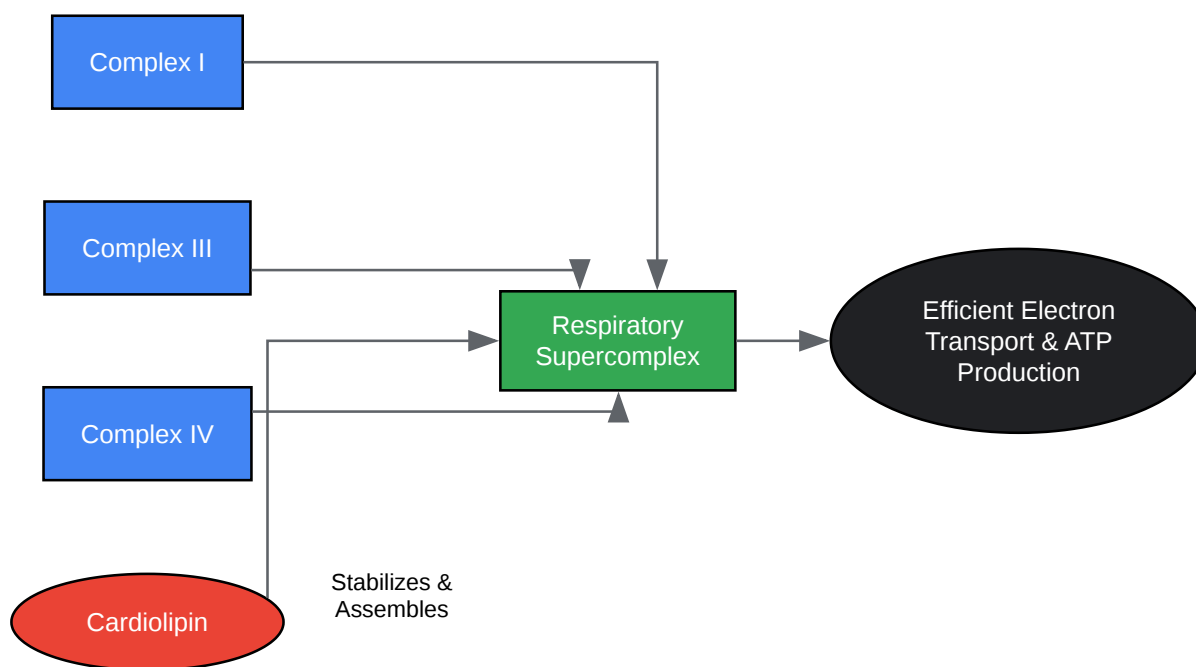 Complex I
Complex III
Respiratory
Supercomplex
Efficient Electron
Transport & ATP
Production
Complex IV
Stabilizes &
Assembles
Cardiolipin